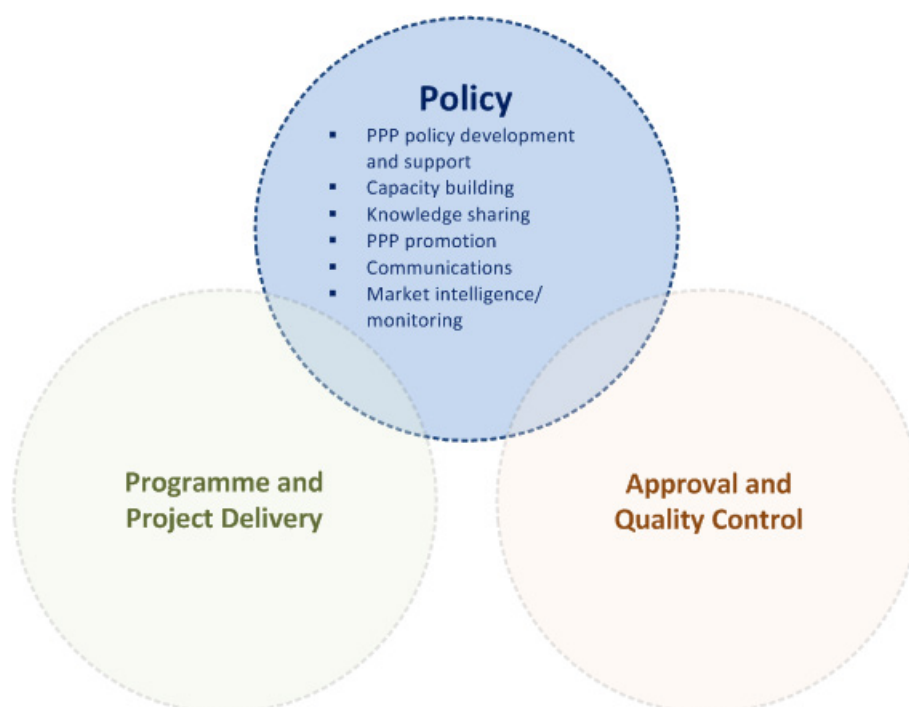 Policy
▪ PPP policy development
and support
▪ Capacity building
▪ Knowledge sharing
▪ PPP promotion
▪ Communications
▪ Market intelligence/
monitoring
Programme and
Project Delivery
Approval and
Quality Control